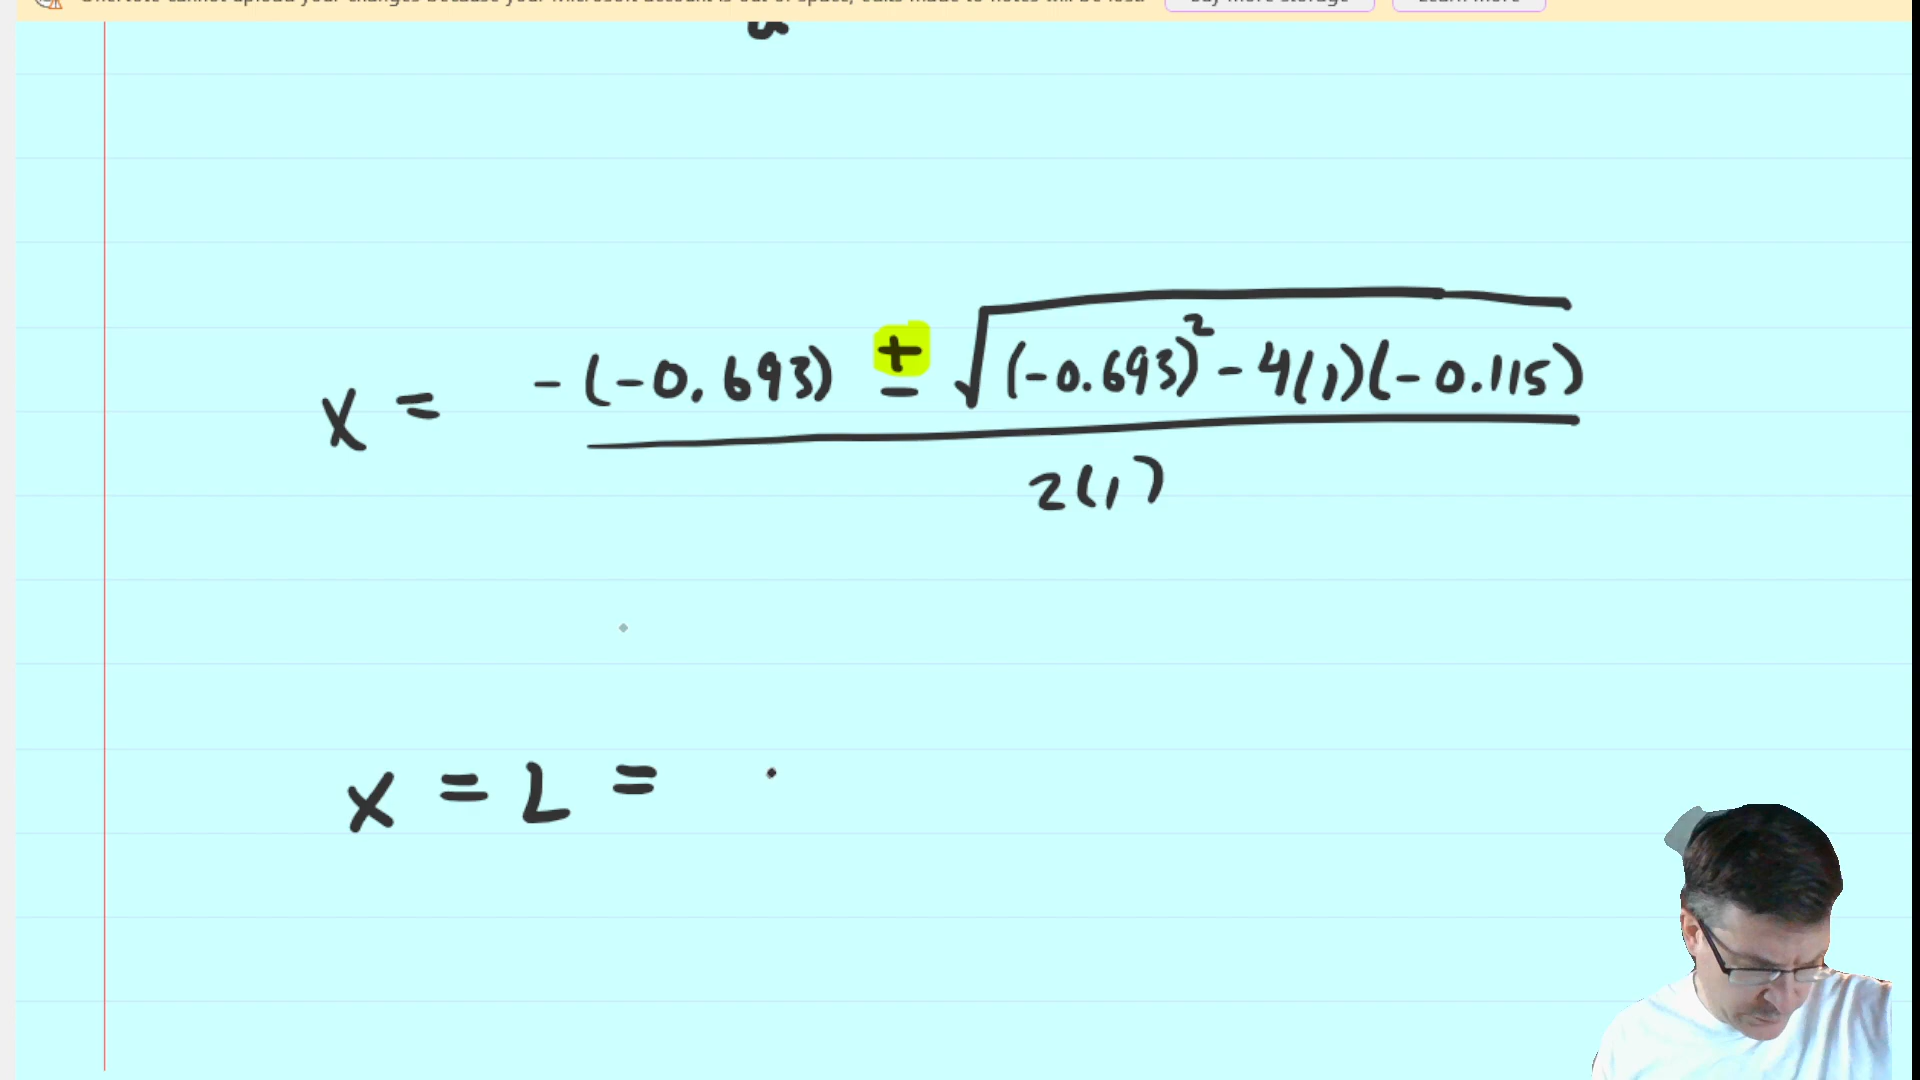 x = -(-0.693) ± √(-0.693)² - 4(1)(-0.115)
2(1)
x = L =